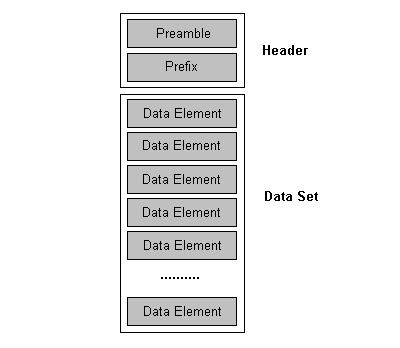 Preamble
Prefix
Header
Data Element
Data Element
Data Element
Data Element
Data Element
Data Set
..........
Data Element